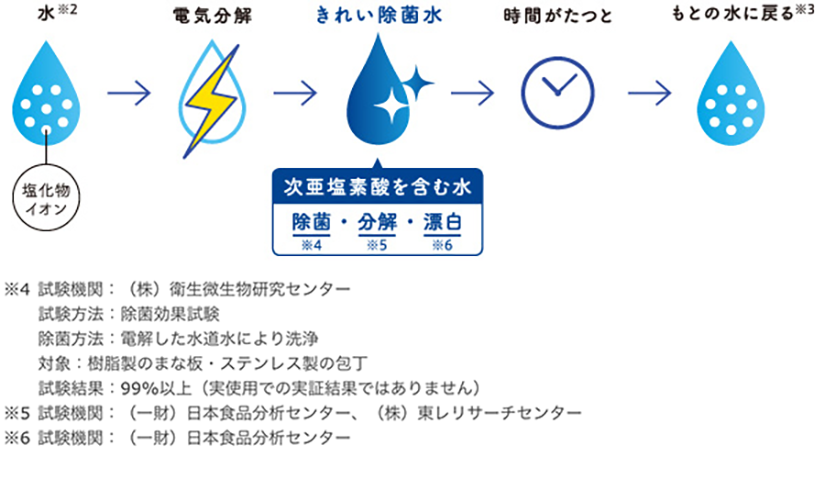 水※2
電気分解
きれい除菌水
時間がたつと
もとの水に戻る※3
塩化物
イオン
次亜塩素酸を含む水
除菌・分解・漂白
※4 ※5 ※6
※4 試験機関：（株）衛生微生物研究センター
試験方法：除菌効果試験
除菌方法：電解した水道水により洗浄
対象：樹脂製のまな板・ステンレス製の包丁
試験結果：99%以上（実使用での実証結果ではありません）
※5 試験機関：（一財）日本食品分析センター、（株）東レリサーチセンター
※6 試験機関：（一財）日本食品分析センター